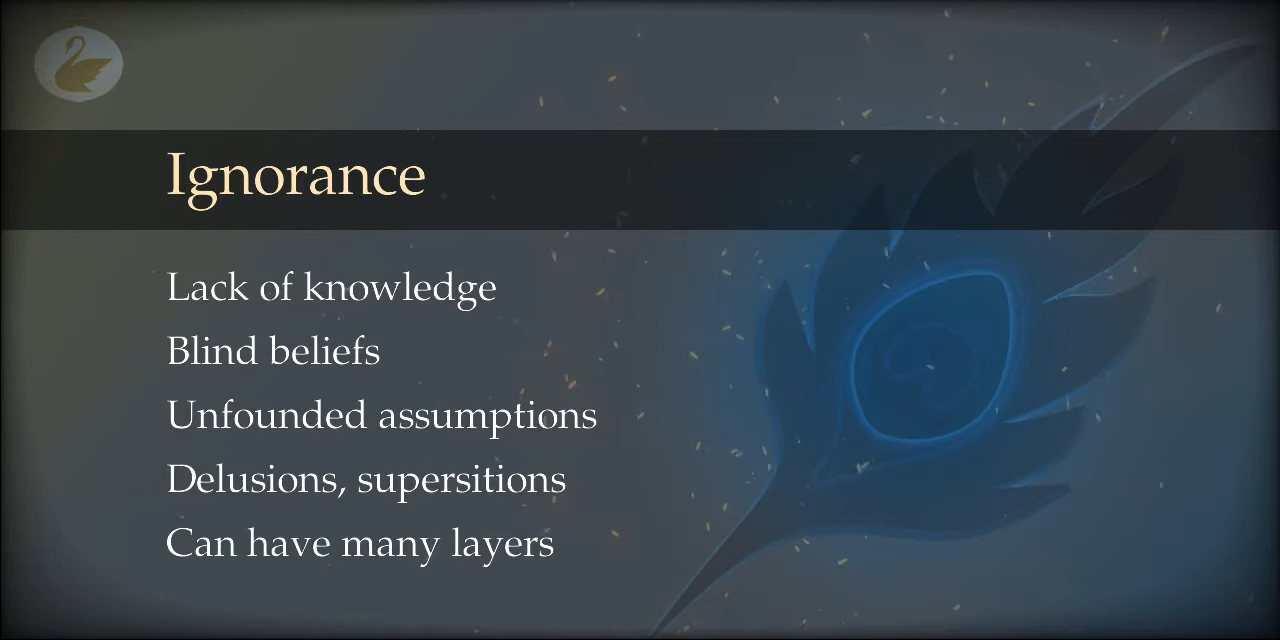 Ignorance
Lack of knowledge
Blind beliefs
Unfounded assumptions
Delusions, supersitions
Can have many layers